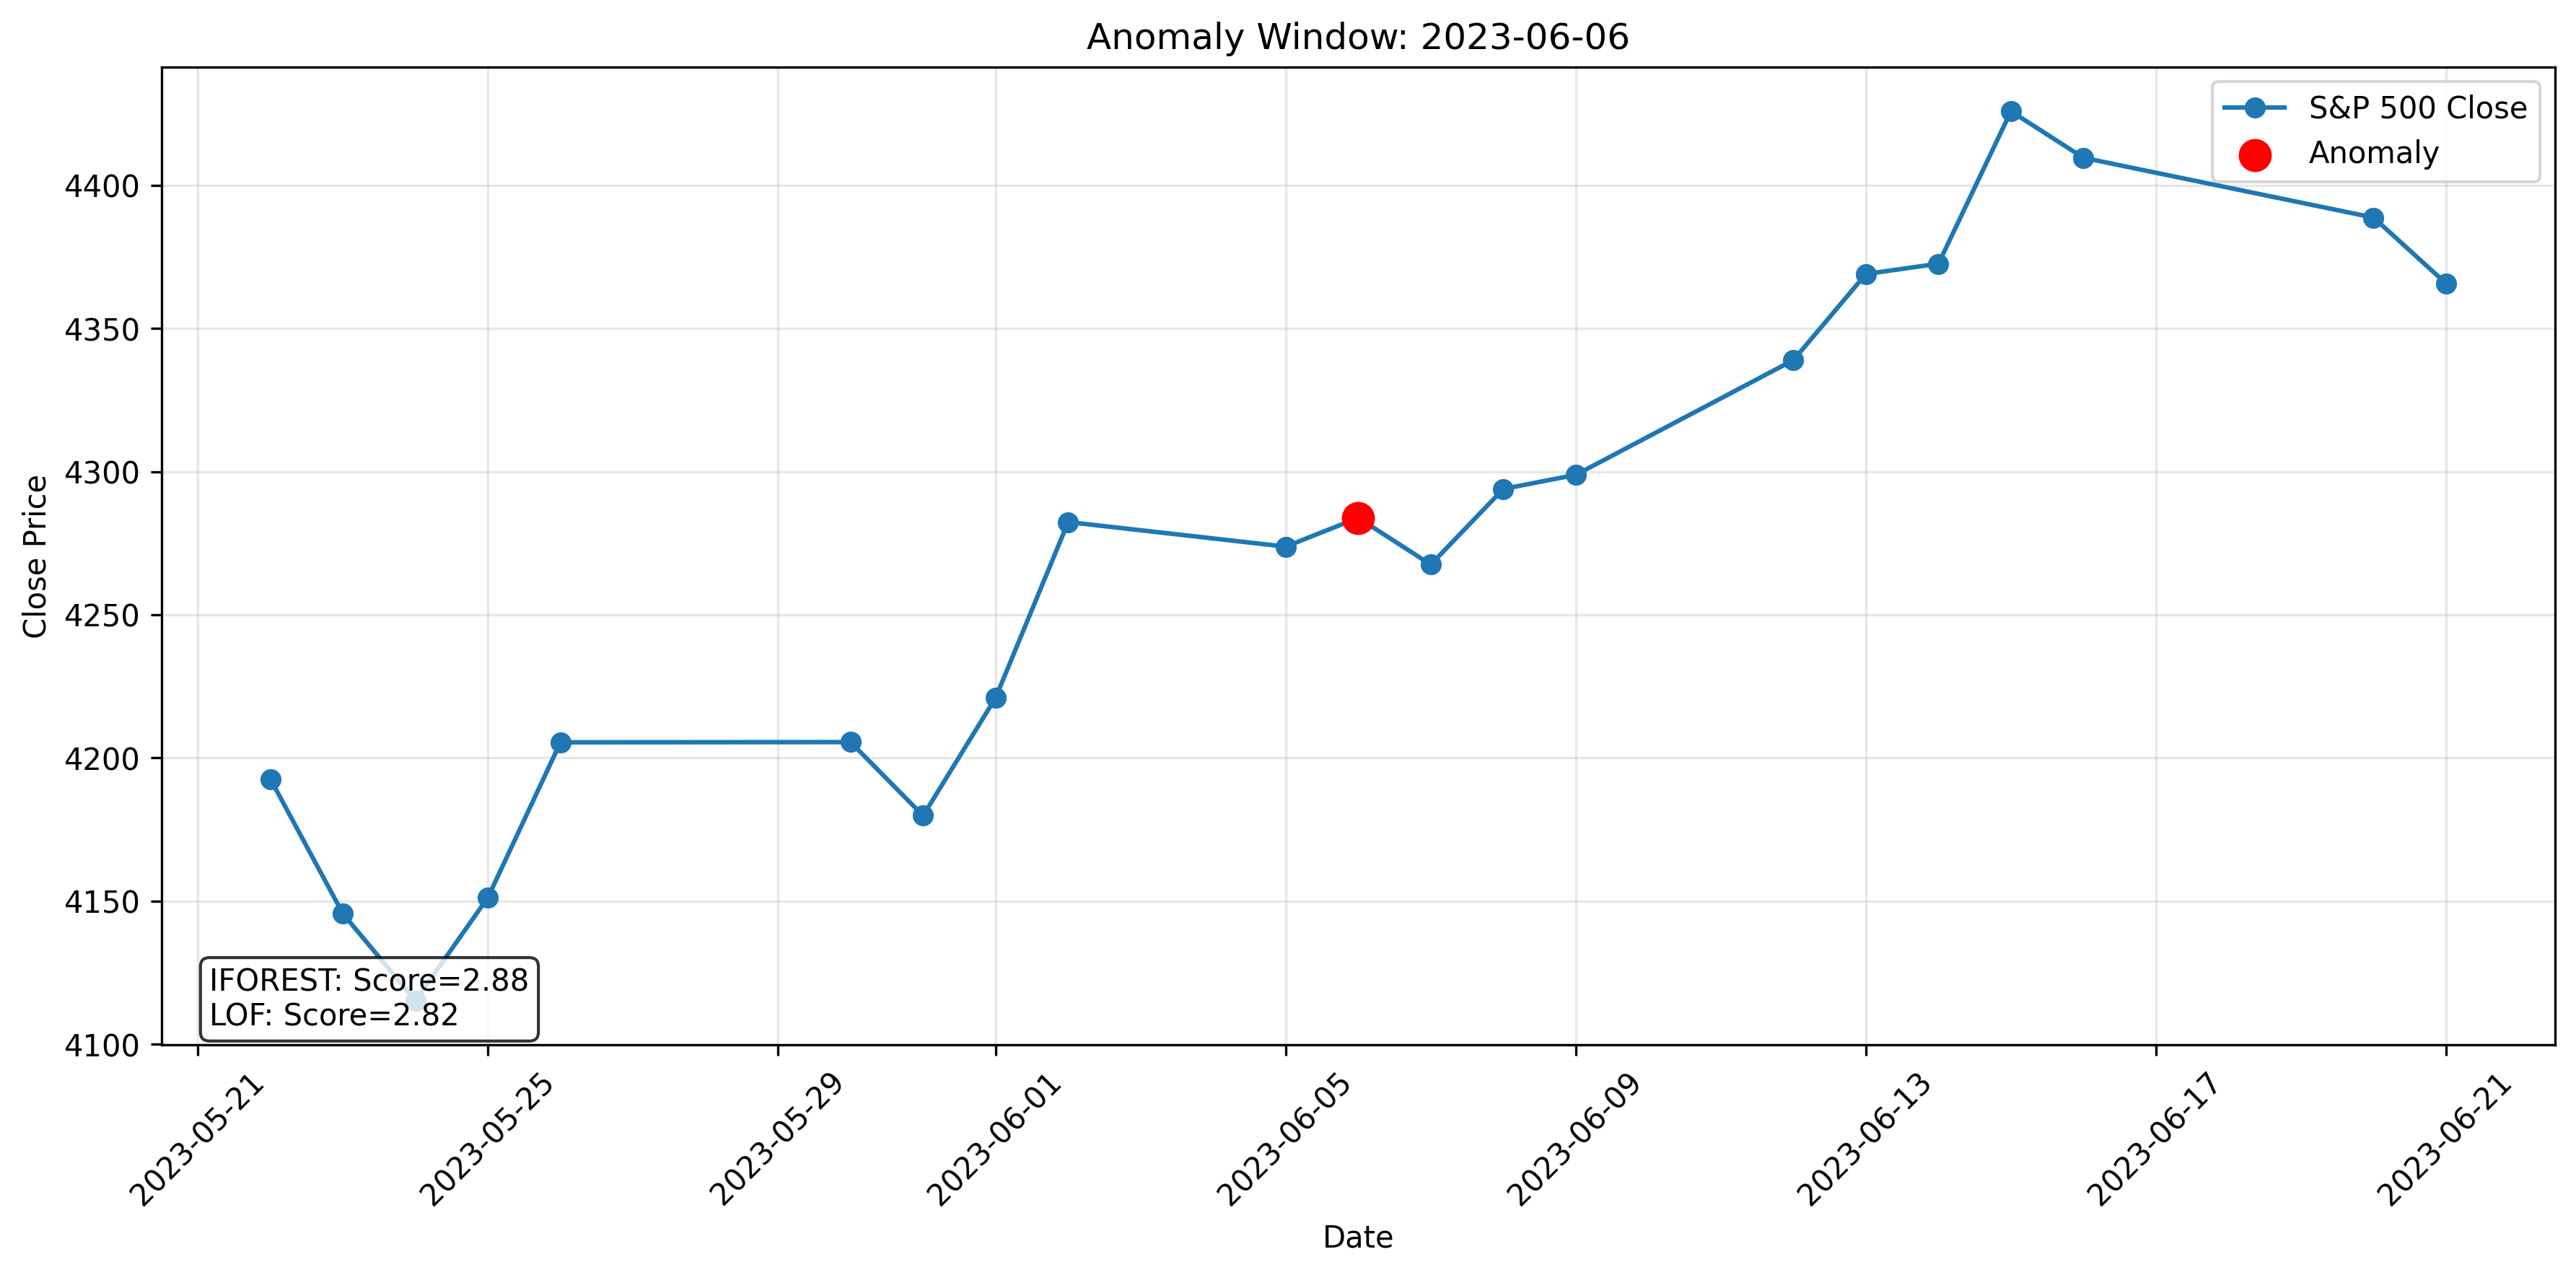 Anomaly Window: 2023-06-06
S&P 500 Close
Anomaly
Close Price
4400
4350
4300
4250
4200
4150
4100
IFOREST: Score=2.88
LOF: Score=2.82
2023-05-21
2023-05-25
2023-05-29
2023-06-01
2023-06-05
2023-06-09
2023-06-13
2023-06-17
2023-06-21
Date